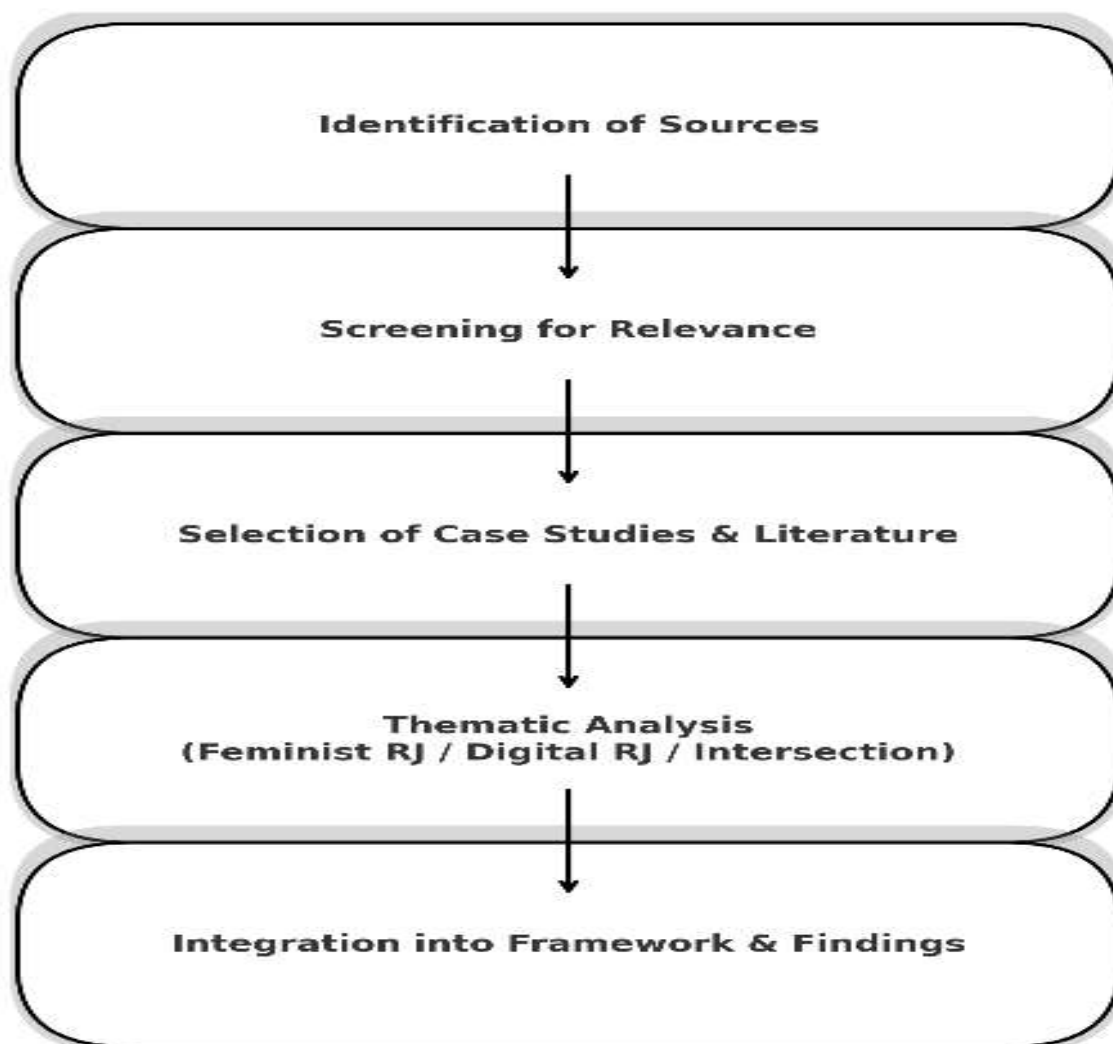 Identification of Sources
Screening for Relevance
Selection of Case Studies & Literature
Thematic Analysis
(Feminist RJ / Digital RJ / Intersection)
Integration into Framework & Findings